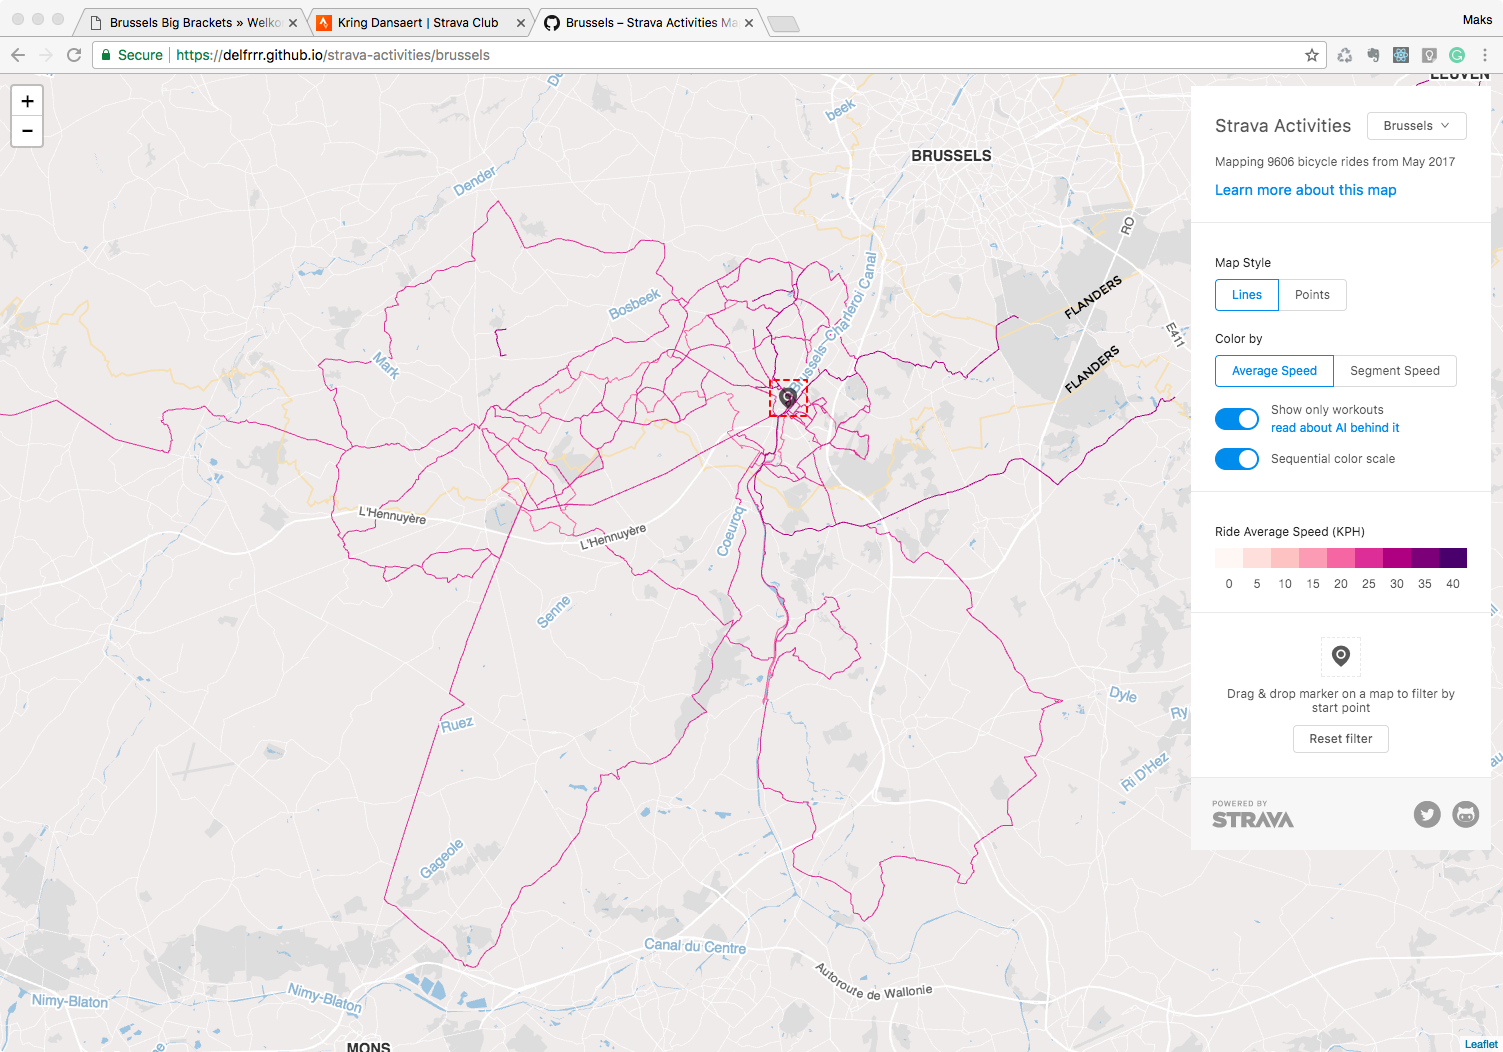 Brussels Big Brackets » Welko
Kring Dansaert | Strava Club
Brussels – Strava Activities Ma
Maks
Secure
https://delfrrr.github.io/strava-activities/brussels
+
−
LEUVEN
beek
BRUSSELS
Dender
RO
Brussels-Charleroi Canal
FLANDERS
E411
Bosbeek
Mark
FLANDERS
L'Hennuyère
L'Hennuyère
Coeurcq
Senne
Ruez
Dyle
Ry
Ri D'Hez
Gageole
Canal du Centre
Autoroute de Wallonie
Nimy-Blaton
Nimy-Blaton
MONS
Strava Activities
Brussels
Mapping 9606 bicycle rides from May 2017
Learn more about this map
Map Style
Lines
Points
Color by
Average Speed
Segment Speed
Show only workouts
read about AI behind it
Sequential color scale
Ride Average Speed (KPH)
0 5 10 15 20 25 30 35 40
Drag & drop marker on a map to filter by
start point
Reset filter
POWERED BY
STRAVA
Leaflet